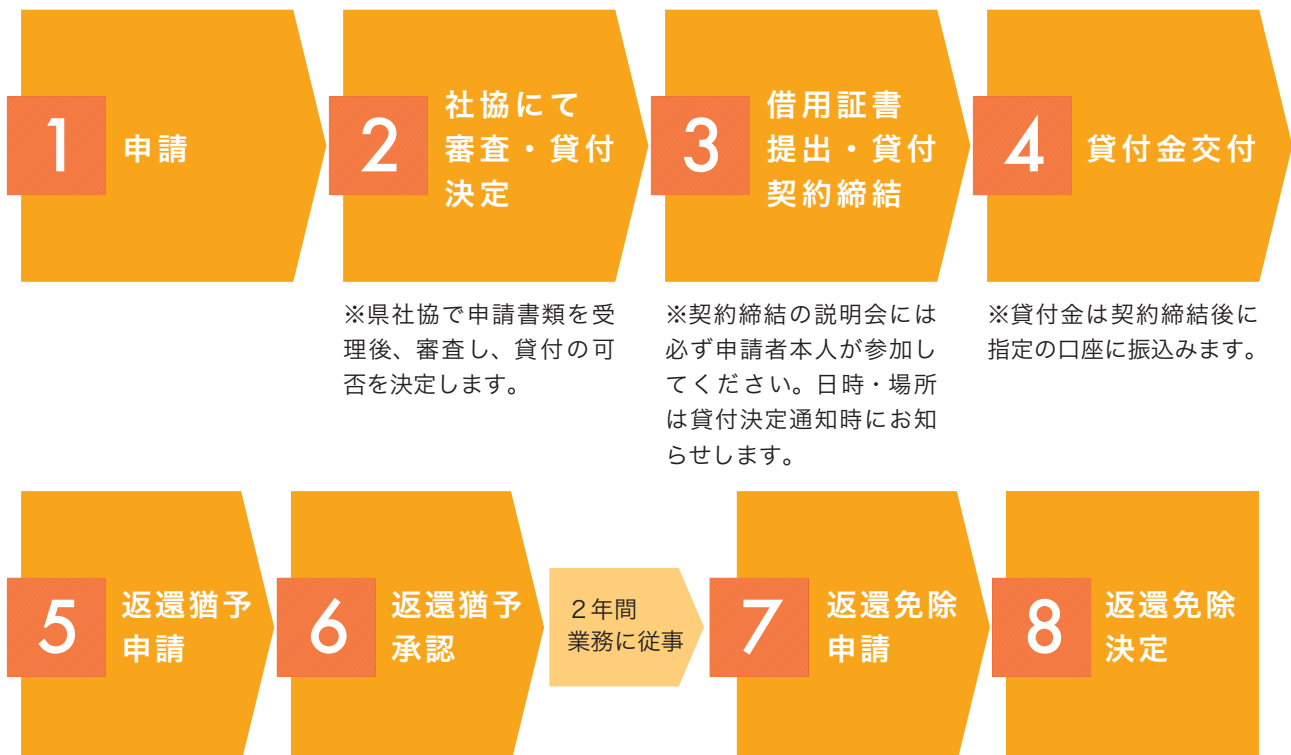 1
申請
2
社協にて
審査・貸付
決定
3
借用証書
提出・貸付
契約締結
4
貸付金交付
※県社協で申請書類を受
理後、審査し、貸付の可
否を決定します。
※契約締結の説明会には
必ず申請者本人が参加し
てください。日時・場所
は貸付決定通知時にお知
らせします。
※貸付金は契約締結後に
指定の口座に振込みます。
5
返還猶予
申請
6
返還猶予
承認
２年間
業務に従事
7
返還免除
申請
8
返還免除
決定